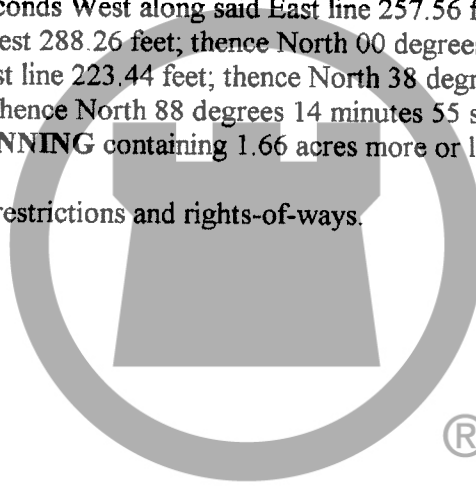 conds West along said East line 257.56 f
est 288.26 feet; thence North 00 degree
st line 223.44 feet; thence North 38 degr
hence North 88 degrees 14 minutes 55 s
NNING containing 1.66 acres more or l
restrictions and rights-of-ways.
®